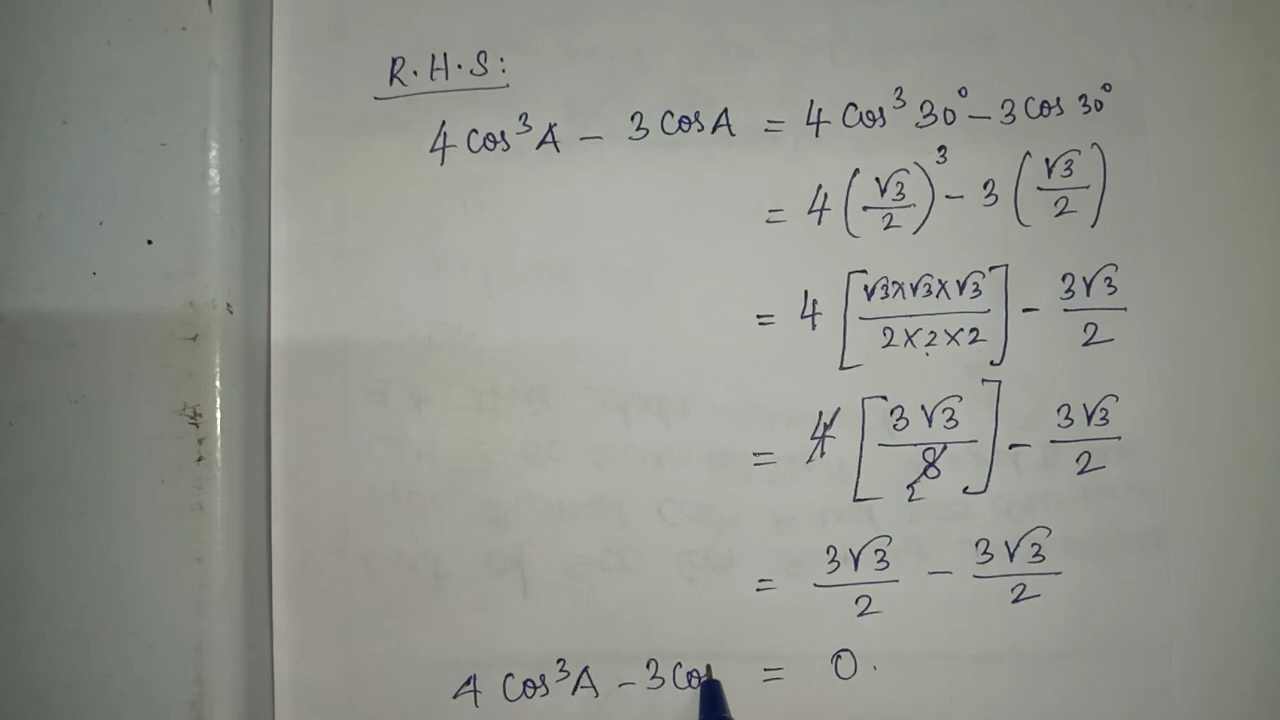 R.H.S:
4 cos³A − 3 cosA = 4 cos³ 30° − 3 cos 30°
= 4 (√3/2)³ − 3 (√3/2)
= 4 [√3×√3×√3 / 2×2×2] − 3√3/2
= 4 [3√3 / 8 2] − 3√3/2
= 3√3/2 − 3√3/2
4 cos³A − 3 cos = 0.